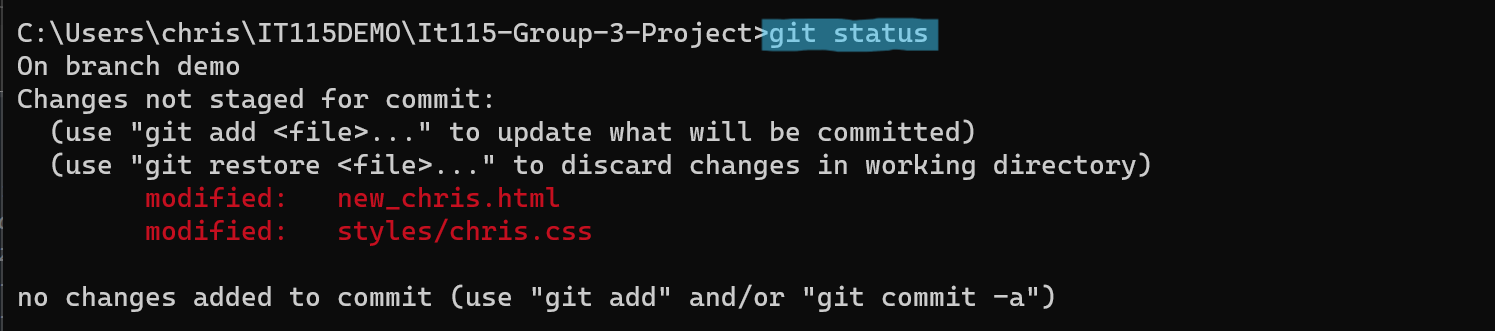 C:\Users\chris\IT115DEMO\It115-Group-3-Project>git status
On branch demo
Changes not staged for commit:
  (use "git add <file>..." to update what will be committed)
  (use "git restore <file>..." to discard changes in working directory)
        modified:   new_chris.html
        modified:   styles/chris.css

no changes added to commit (use "git add" and/or "git commit -a")